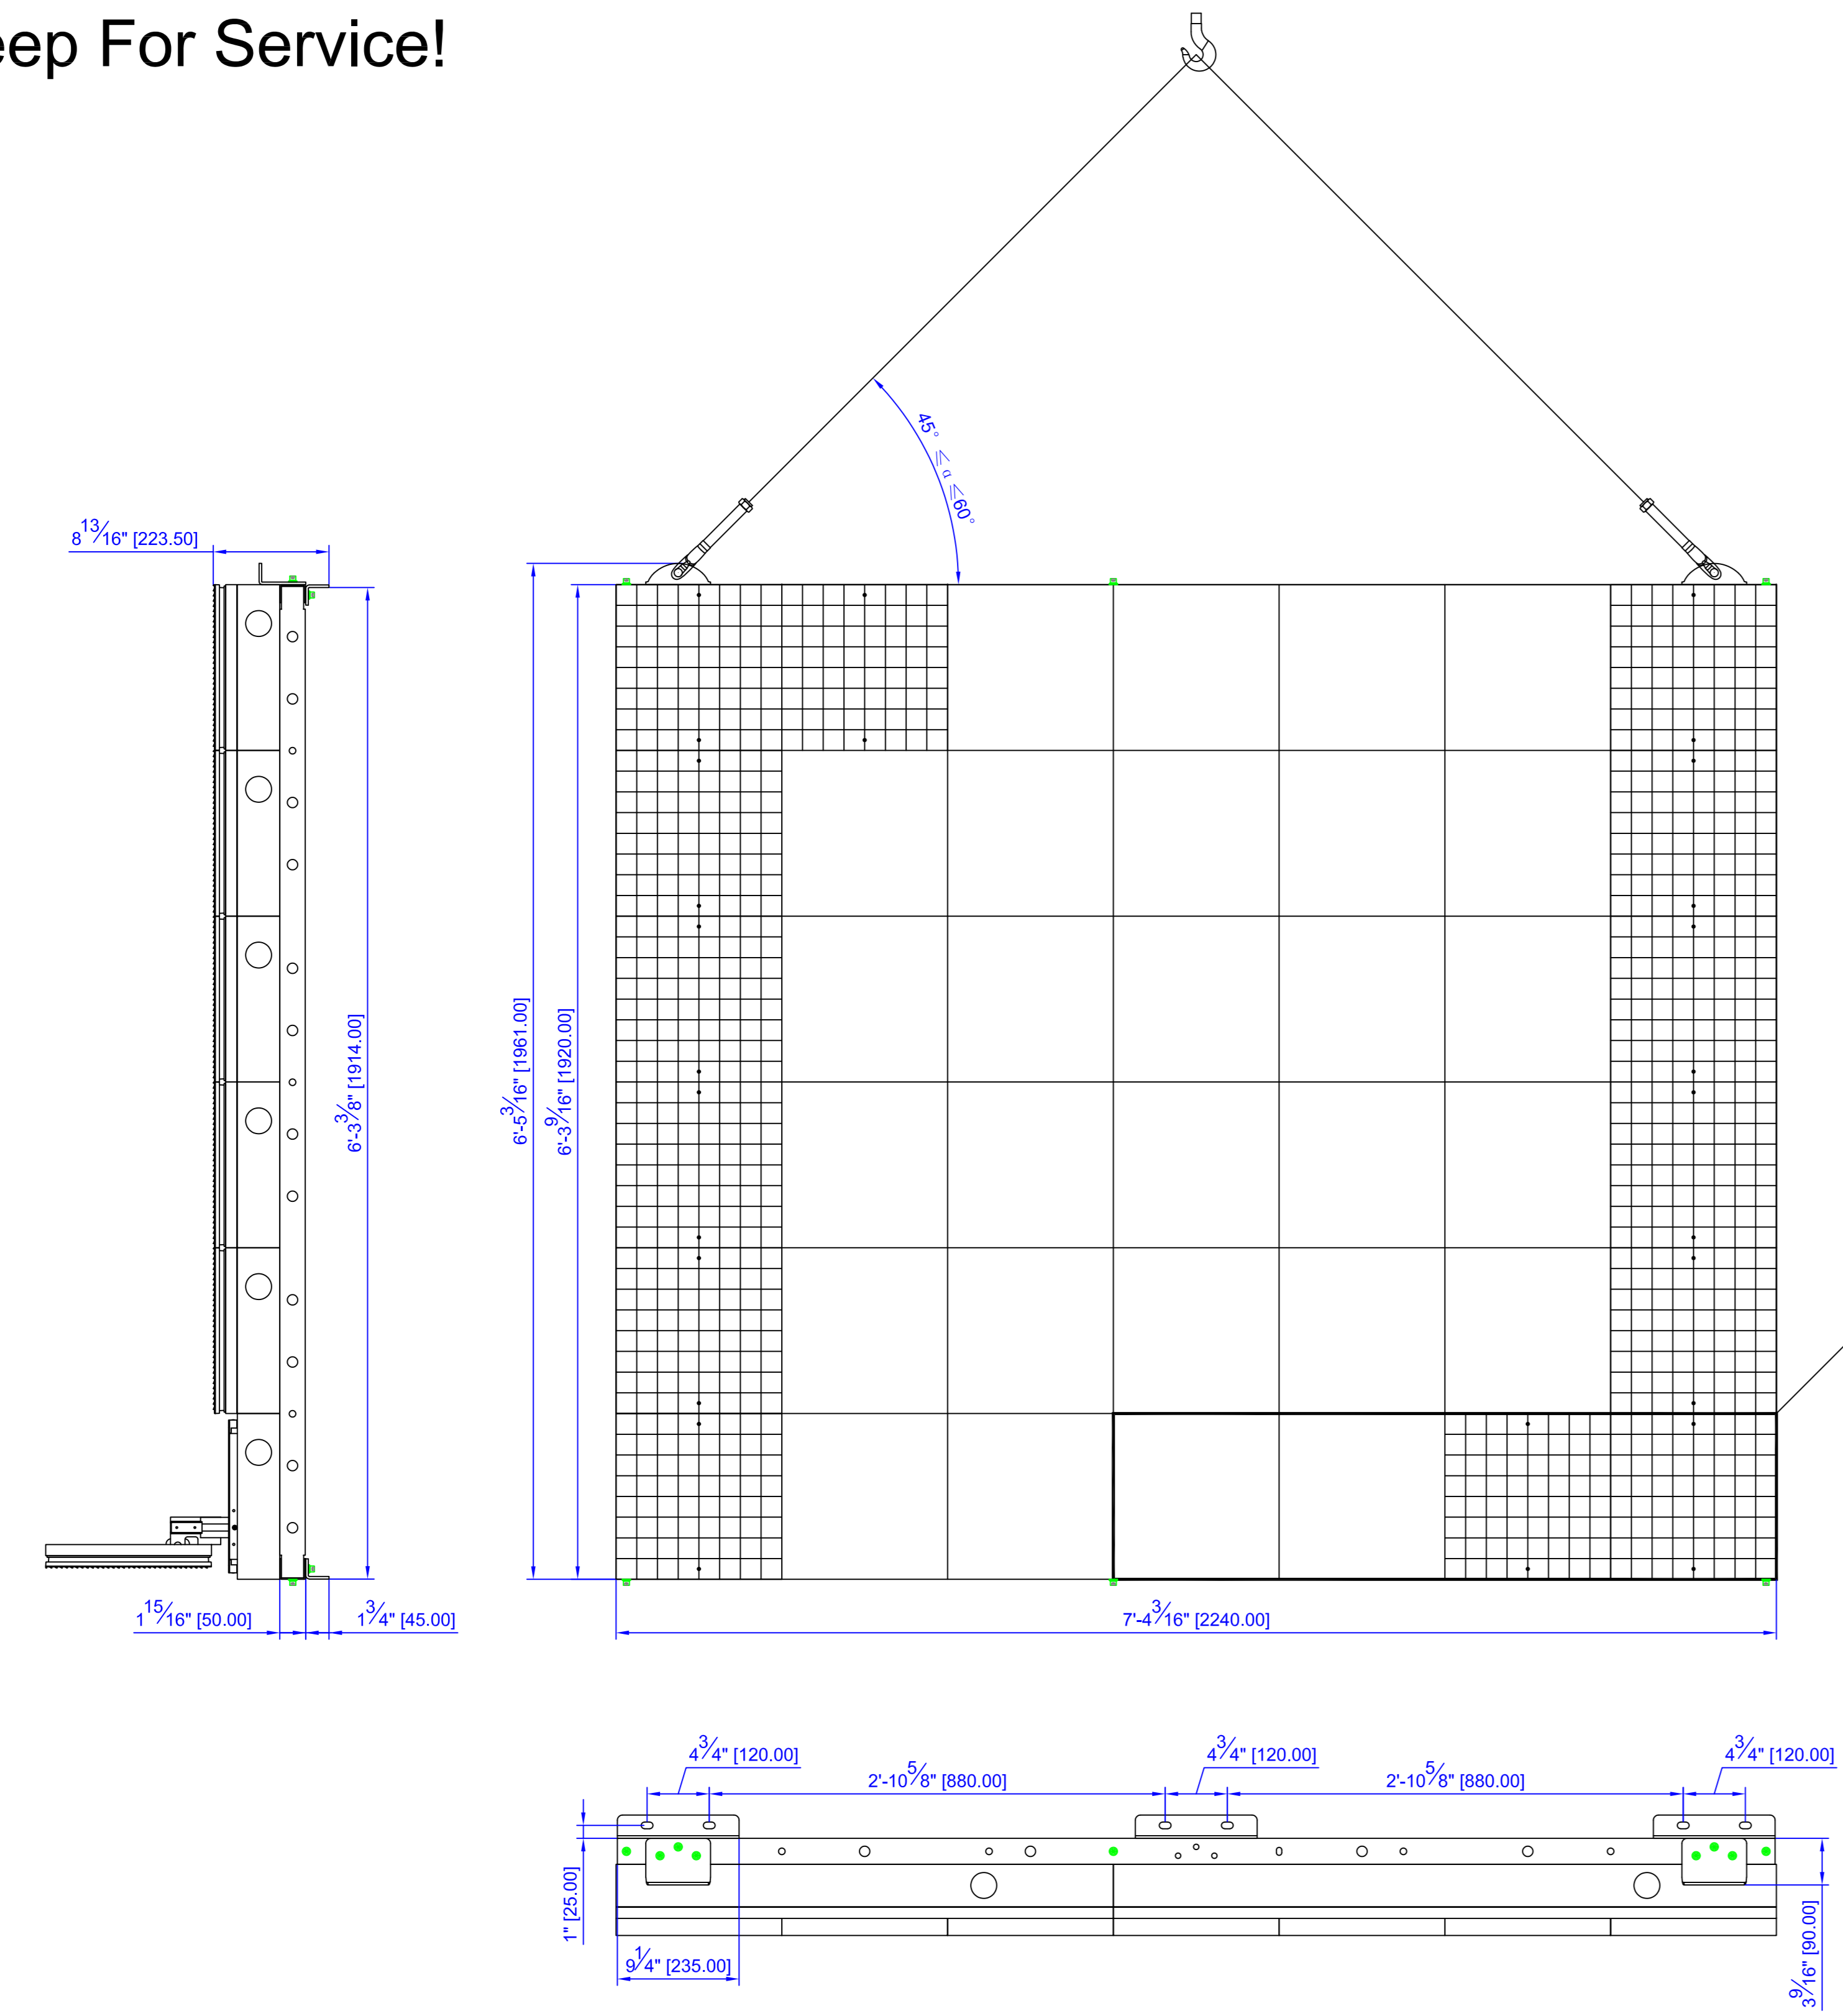 eep For Service!
45° ≤ α ≤60°
8 13/16" [223.50]
6'-3 3/8" [1914.00]
6'-5 3/16" [1961.00]
6'-3 9/16" [1920.00]
1 15/16" [50.00]
1 3/4" [45.00]
7'-4 3/16" [2240.00]
4 3/4" [120.00]
2'-10 5/8" [880.00]
4 3/4" [120.00]
2'-10 5/8" [880.00]
4 3/4" [120.00]
1" [25.00]
9 1/4" [235.00]
3 9/16" [90.00]